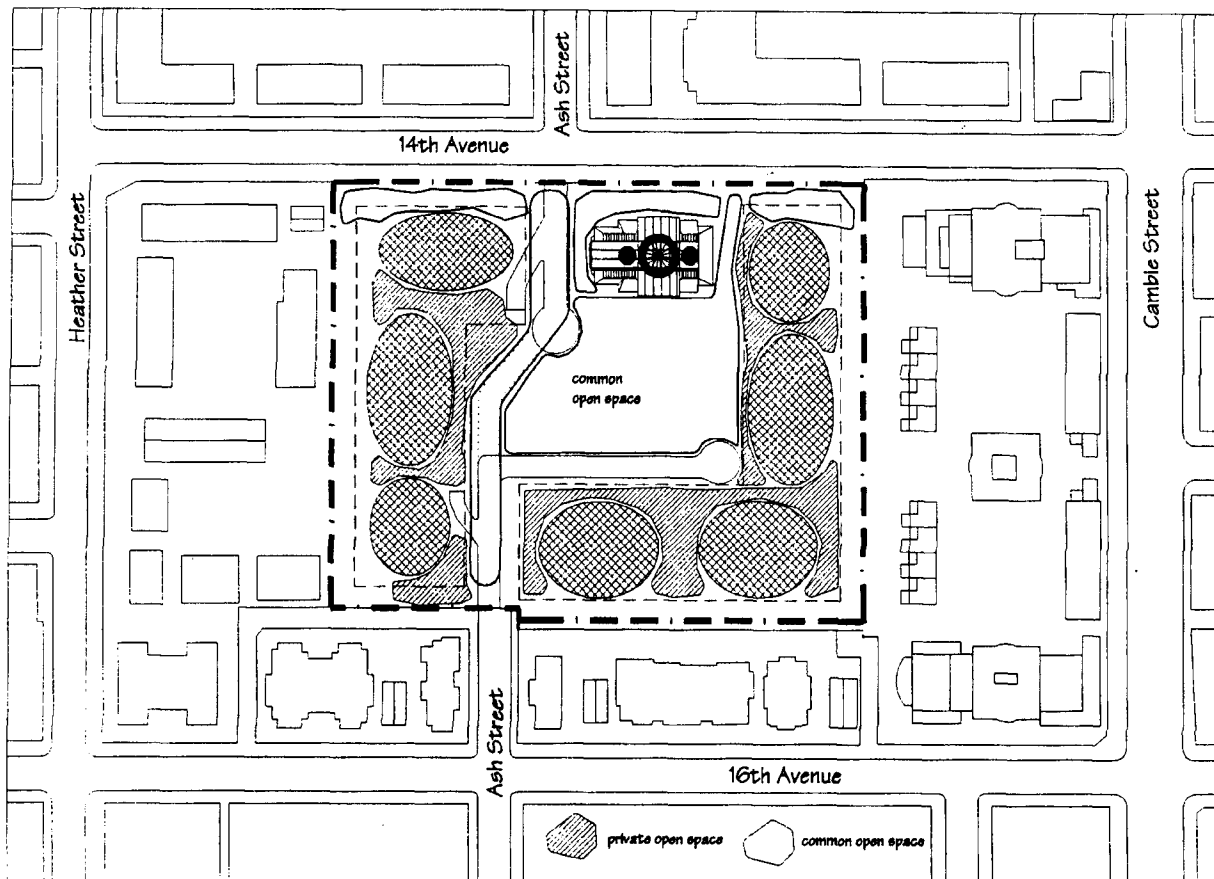 Ash Street
14th Avenue
Heather Street
Camble Street
common
open space
Ash Street
16th Avenue
private open space
common open space